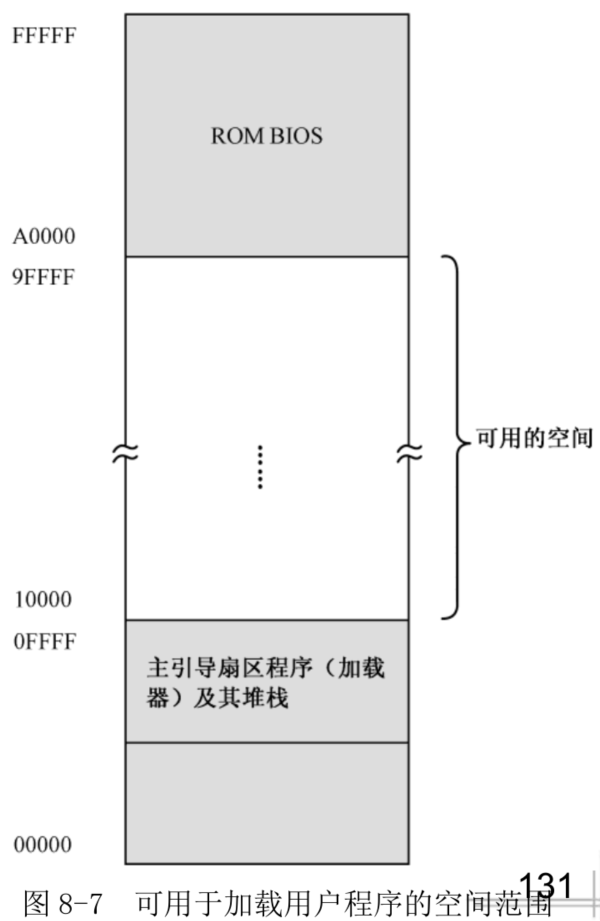 FFFFF
ROM BIOS
A0000
9FFFF
可用的空间
10000
0FFFF
主引导扇区程序（加载
器）及其堆栈
00000
131
图 8-7 可用于加载用户程序的空间范围